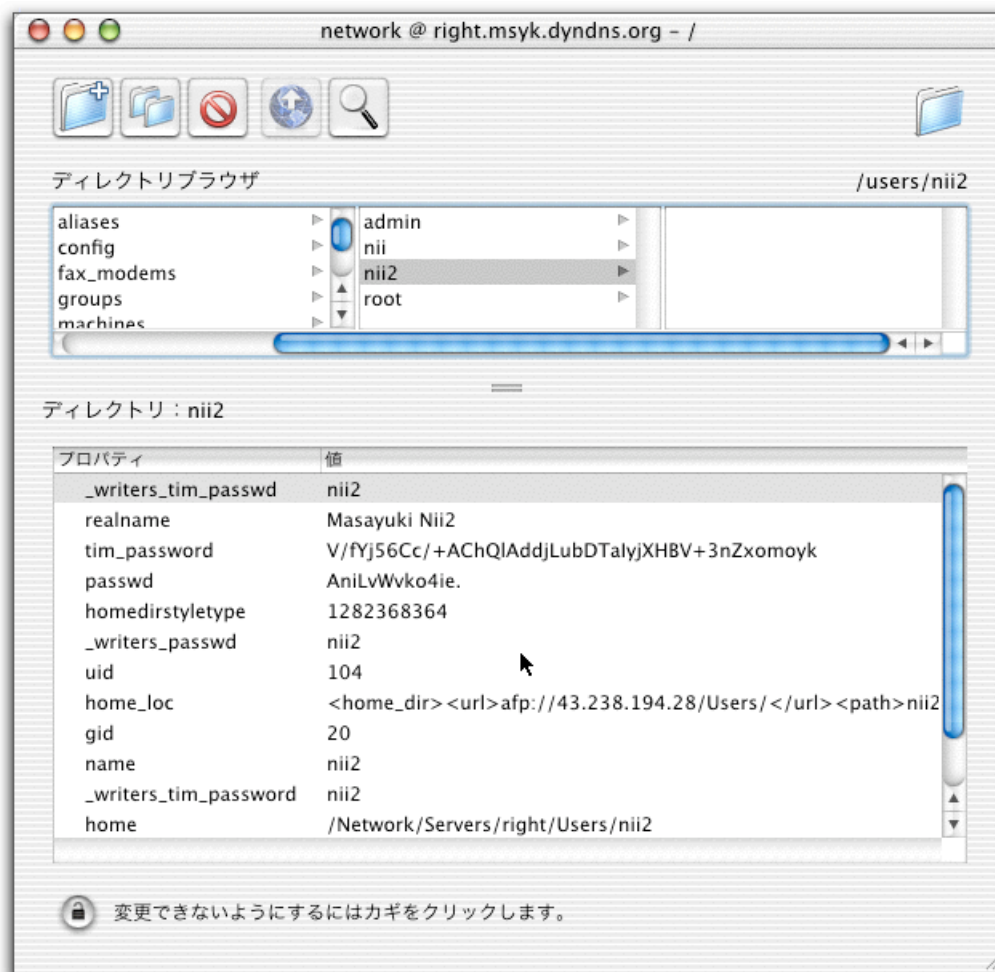 network @ right.msyk.dyndns.org – /
ディレクトリブラウザ /users/nii2
aliases admin
config nii
fax_modems nii2
groups root
machines
ディレクトリ：nii2
プロパティ 値
_writers_tim_passwd nii2
realname Masayuki Nii2
tim_password V/fYj56Cc/+AChQlAddjLubDTaIyjXHBV+3nZxomoyk
passwd AniLvWvko4ie.
homedirstyletype 1282368364
_writers_passwd nii2
uid 104
home_loc <home_dir><url>afp://43.238.194.28/Users/</url><path>nii2
gid 20
name nii2
_writers_tim_password nii2
home /Network/Servers/right/Users/nii2
変更できないようにするにはカギをクリックします。